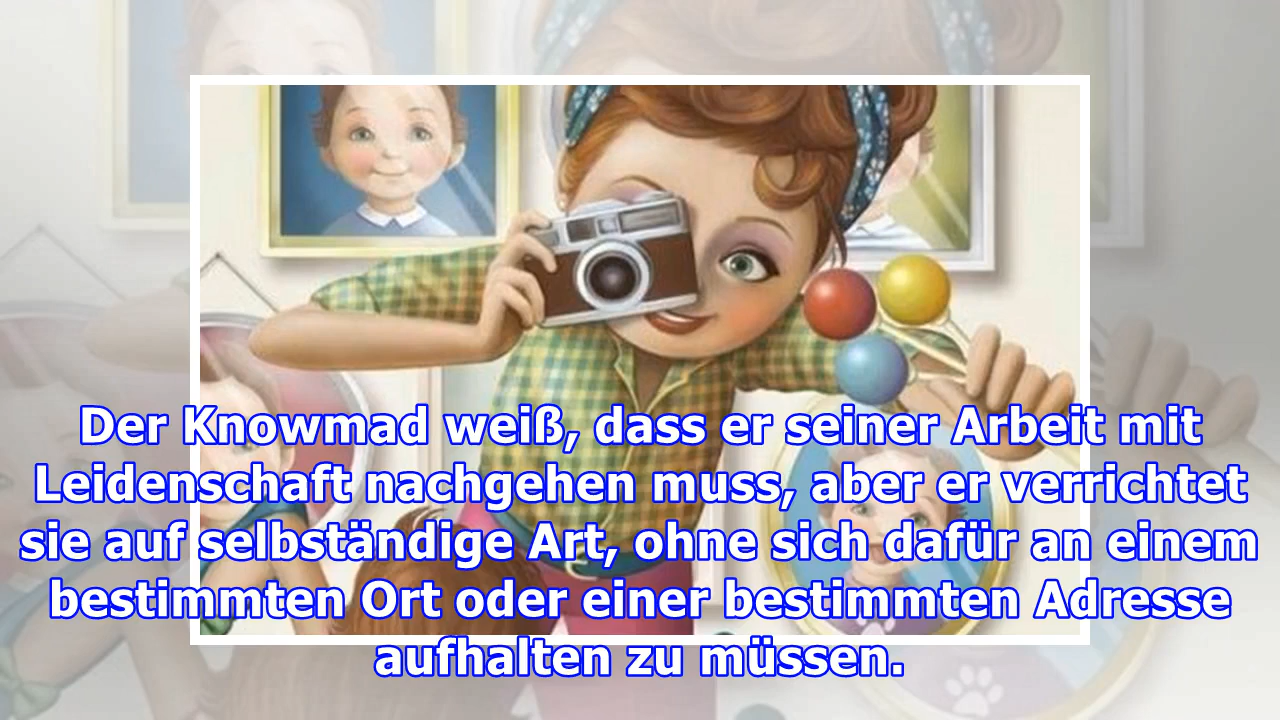 Der Knowmad weiß, dass er seiner Arbeit mit
Leidenschaft nachgehen muss, aber er verrichtet
sie auf selbständige Art, ohne sich dafür an einem
bestimmten Ort oder einer bestimmten Adresse
aufhalten zu müssen.